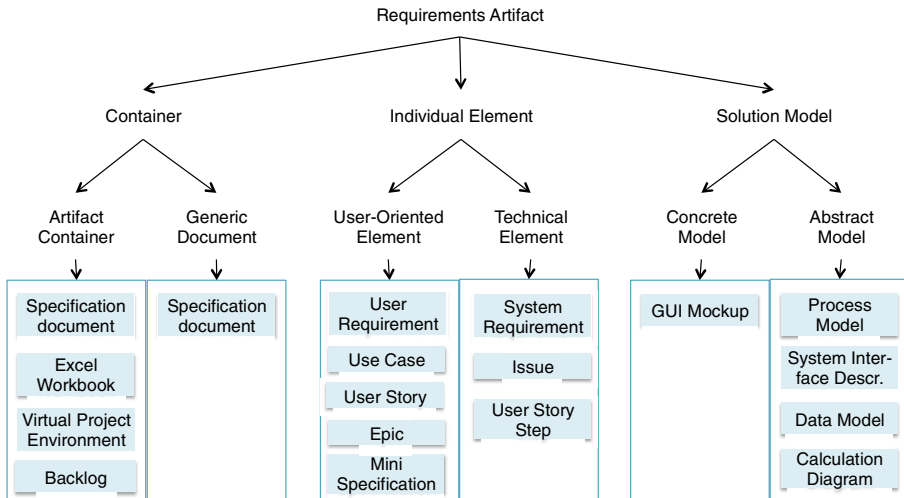 Requirements Artifact
Container
Individual Element
Solution Model
Artifact
Container
Generic
Document
User-Oriented
Element
Technical
Element
Concrete
Model
Abstract
Model
Specification
document
Excel
Workbook
Virtual Project
Environment
Backlog
Specification
document
User
Requirement
Use Case
User Story
Epic
Mini
Specification
System
Requirement
Issue
User Story
Step
GUI Mockup
Process
Model
System Inter-
face Descr.
Data Model
Calculation
Diagram